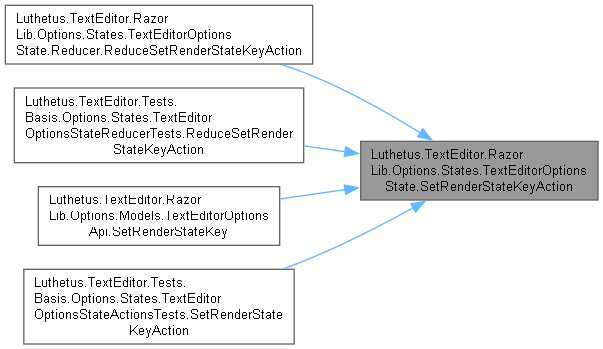 Luthetus.TextEditor.Razor
Lib.Options.States.TextEditorOptions
State.Reducer.ReduceSetRenderStateKeyAction
Luthetus.TextEditor.Tests.
Basis.Options.States.TextEditor
OptionsStateReducerTests.ReduceSetRender
StateKeyAction
Luthetus.TextEditor.Razor
Lib.Options.Models.TextEditorOptions
Api.SetRenderStateKey
Luthetus.TextEditor.Tests.
Basis.Options.States.TextEditor
OptionsStateActionsTests.SetRenderState
KeyAction
Luthetus.TextEditor.Razor
Lib.Options.States.TextEditorOptions
State.SetRenderStateKeyAction